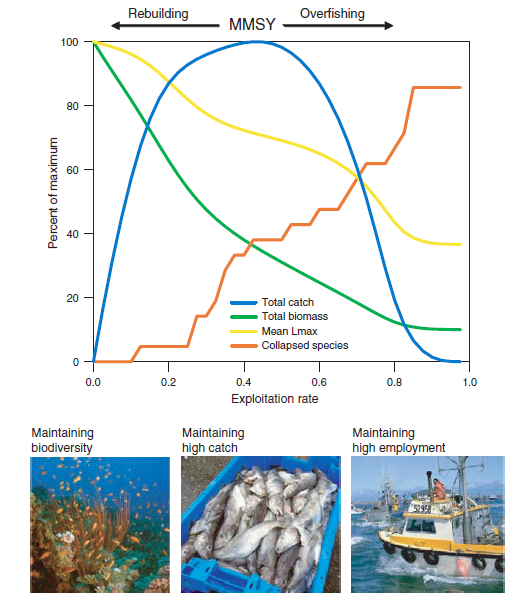 Rebuilding
MMSY
Overfishing
100
80
60
40
20
0
Percent of maximum
Total catch
Total biomass
Mean Lmax
Collapsed species
0.0 0.2 0.4 0.6 0.8 1.0
Exploitation rate
Maintaining
biodiversity
Maintaining
high catch
Maintaining
high employment
52958